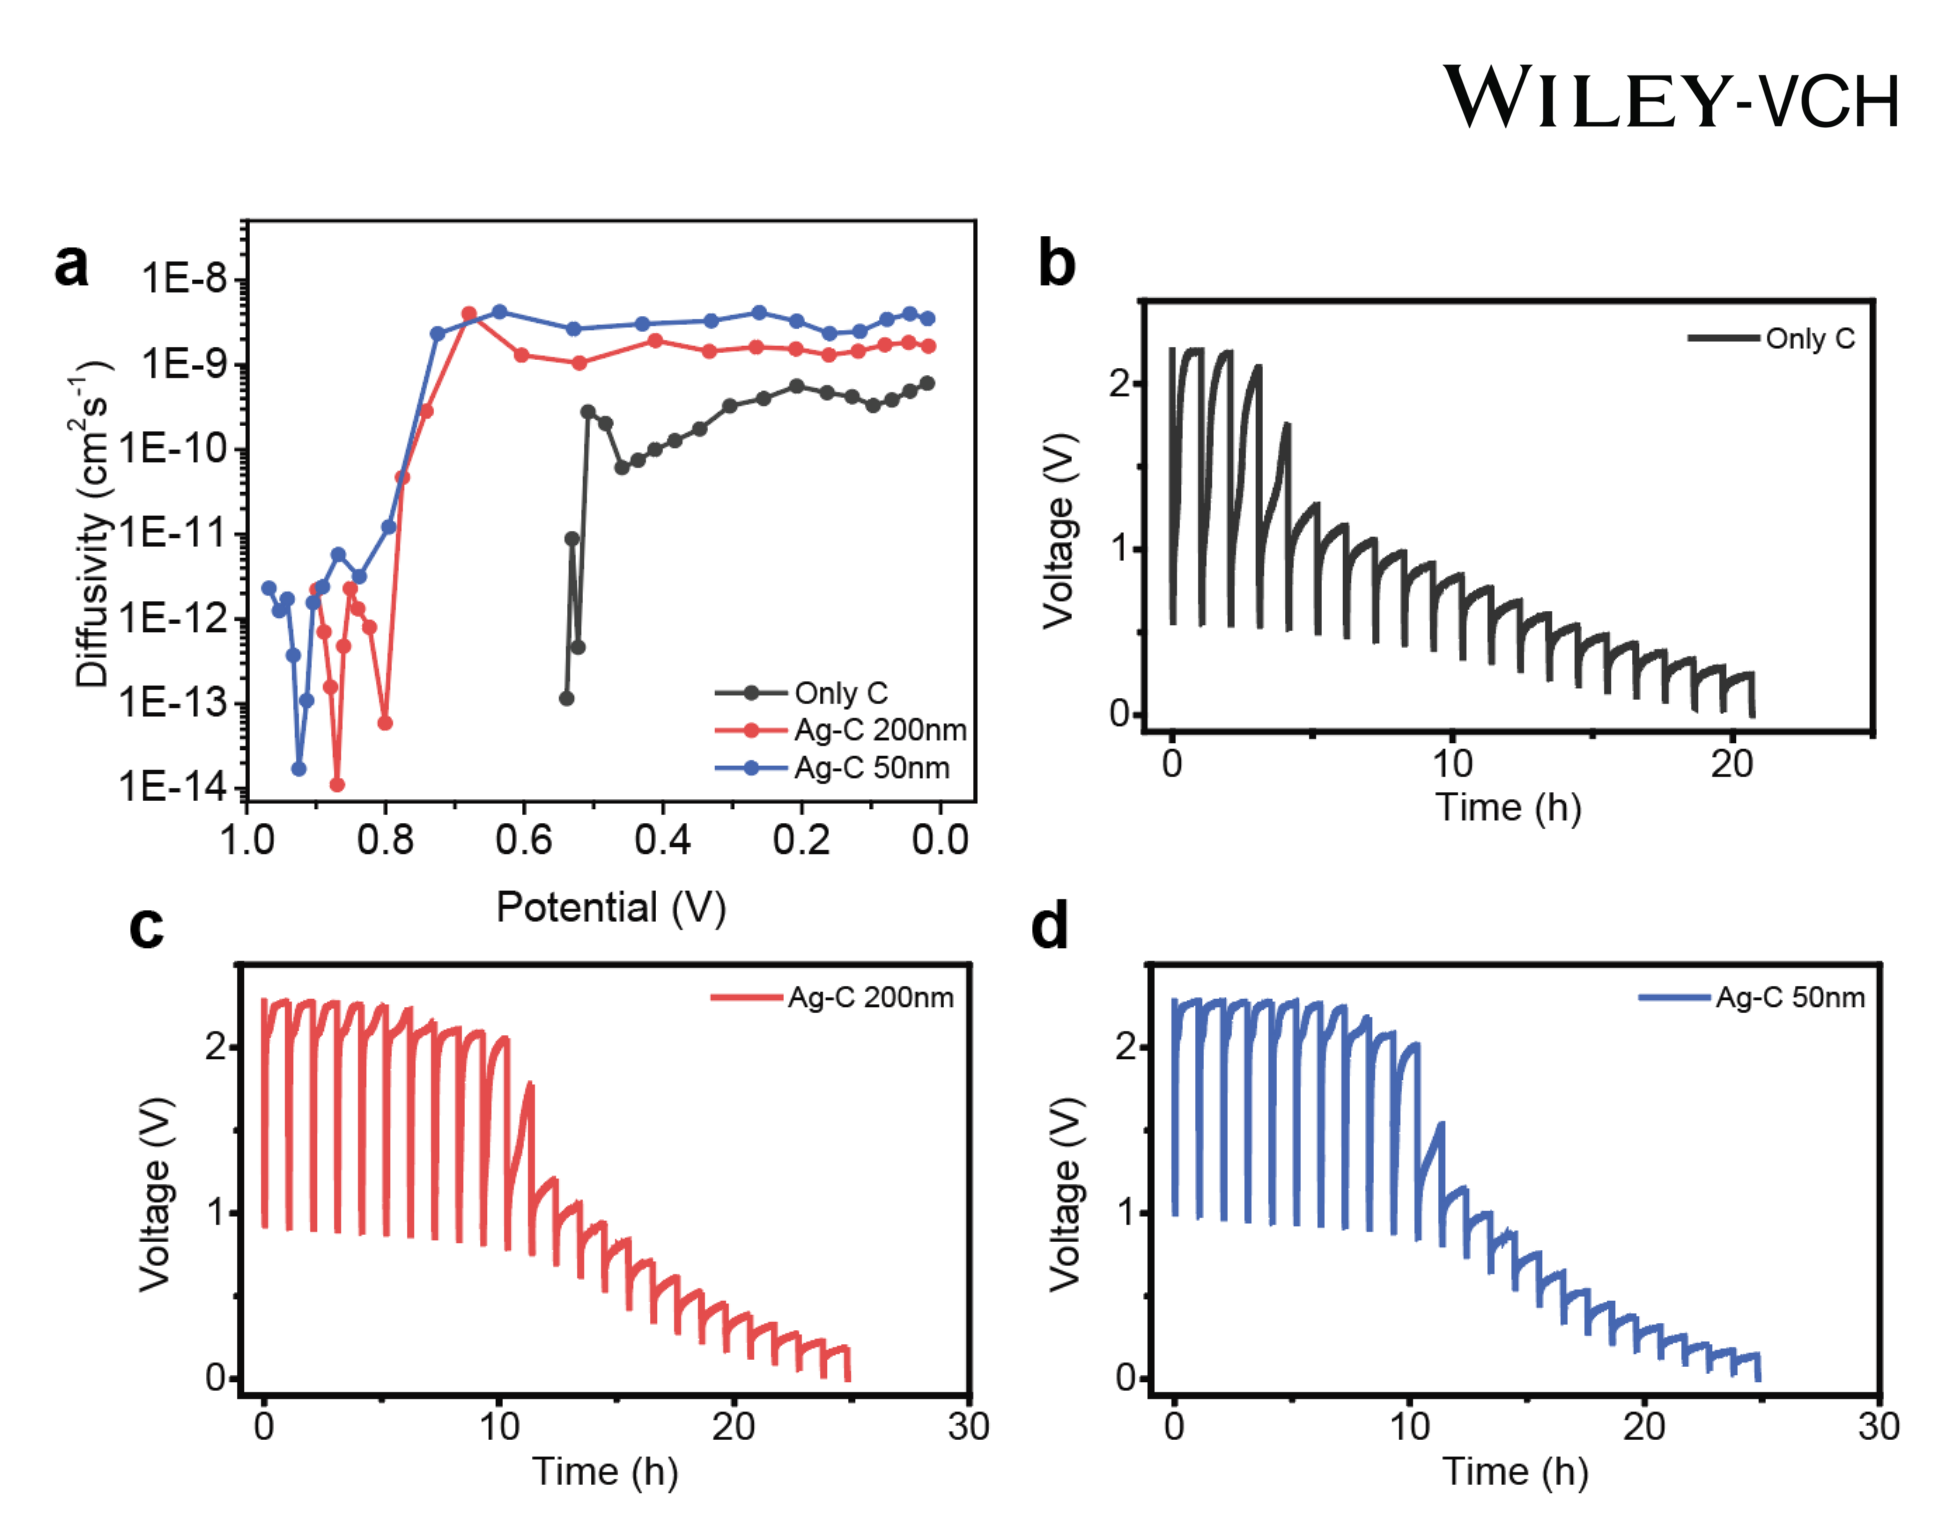 WILEY-VCH
a
1E-8
1E-9
1E-10
1E-11
1E-12
1E-13
1E-14
Diffusivity (cm²s⁻¹)
Only C
Ag-C 200nm
Ag-C 50nm
1.0 0.8 0.6 0.4 0.2 0.0
Potential (V)
b
Only C
2
1
0
Voltage (V)
0 10 20
Time (h)
c
Ag-C 200nm
2
1
0
Voltage (V)
0 10 20 30
Time (h)
d
Ag-C 50nm
2
1
0
Voltage (V)
0 10 20 30
Time (h)